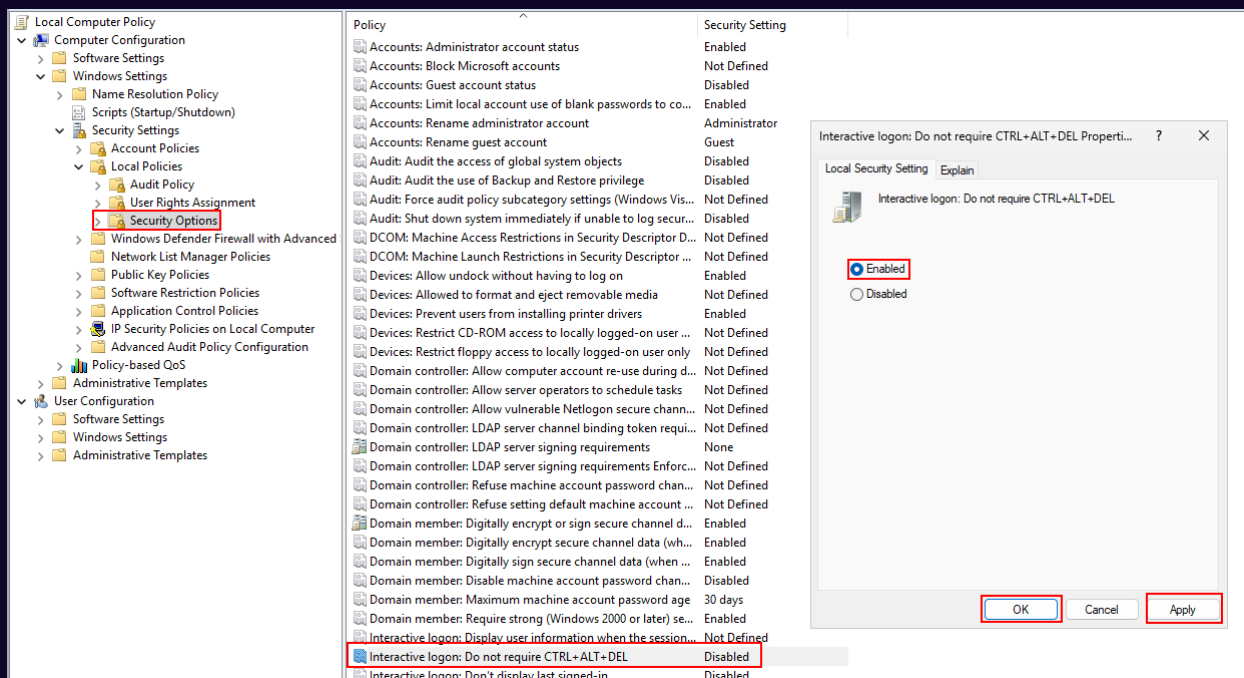 Local Computer Policy
Computer Configuration
Software Settings
Windows Settings
Name Resolution Policy
Scripts (Startup/Shutdown)
Security Settings
Account Policies
Local Policies
Audit Policy
User Rights Assignment
Security Options
Windows Defender Firewall with Advanced
Network List Manager Policies
Public Key Policies
Software Restriction Policies
Application Control Policies
IP Security Policies on Local Computer
Advanced Audit Policy Configuration
Policy-based QoS
Administrative Templates
User Configuration
Software Settings
Windows Settings
Administrative Templates
Policy Security Setting
Accounts: Administrator account status Enabled
Accounts: Block Microsoft accounts Not Defined
Accounts: Guest account status Disabled
Accounts: Limit local account use of blank passwords to co... Enabled
Accounts: Rename administrator account Administrator
Accounts: Rename guest account Guest
Audit: Audit the access of global system objects Disabled
Audit: Audit the use of Backup and Restore privilege Disabled
Audit: Force audit policy subcategory settings (Windows Vis... Not Defined
Audit: Shut down system immediately if unable to log secur... Disabled
DCOM: Machine Access Restrictions in Security Descriptor D... Not Defined
DCOM: Machine Launch Restrictions in Security Descriptor ... Not Defined
Devices: Allow undock without having to log on Enabled
Devices: Allowed to format and eject removable media Not Defined
Devices: Prevent users from installing printer drivers Enabled
Devices: Restrict CD-ROM access to locally logged-on user ... Not Defined
Devices: Restrict floppy access to locally logged-on user only Not Defined
Domain controller: Allow computer account re-use during d... Not Defined
Domain controller: Allow server operators to schedule tasks Not Defined
Domain controller: Allow vulnerable Netlogon secure chann... Not Defined
Domain controller: LDAP server channel binding token requi... Not Defined
Domain controller: LDAP server signing requirements None
Domain controller: LDAP server signing requirements Enforc... Not Defined
Domain controller: Refuse machine account password chan... Not Defined
Domain controller: Refuse setting default machine account ... Not Defined
Domain member: Digitally encrypt or sign secure channel d... Enabled
Domain member: Digitally encrypt secure channel data (wh... Enabled
Domain member: Digitally sign secure channel data (when ... Enabled
Domain member: Disable machine account password chan... Disabled
Domain member: Maximum machine account password age 30 days
Domain member: Require strong (Windows 2000 or later) se... Enabled
Interactive logon: Display user information when the session... Not Defined
Interactive logon: Do not require CTRL+ALT+DEL Disabled
Interactive logon: Don't display last signed-in Disabled
Interactive logon: Do not require CTRL+ALT+DEL Properti... ?
Local Security Setting Explain
Interactive logon: Do not require CTRL+ALT+DEL
Enabled
Disabled
OK Cancel Apply